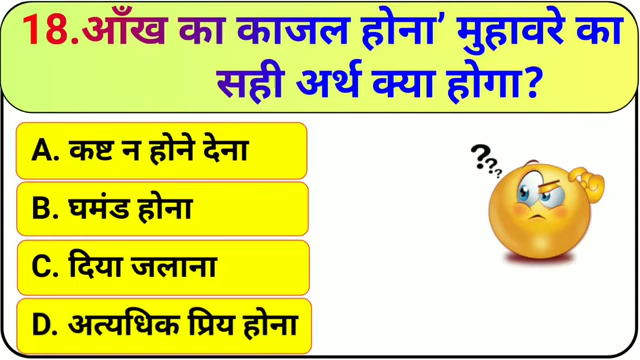 18.आँख का काजल होना’ मुहावरे का
सही अर्थ क्या होगा?
A. कष्ट न होने देना
B. घमंड होना
C. दिया जलाना
D. अत्यधिक प्रिय होना
???